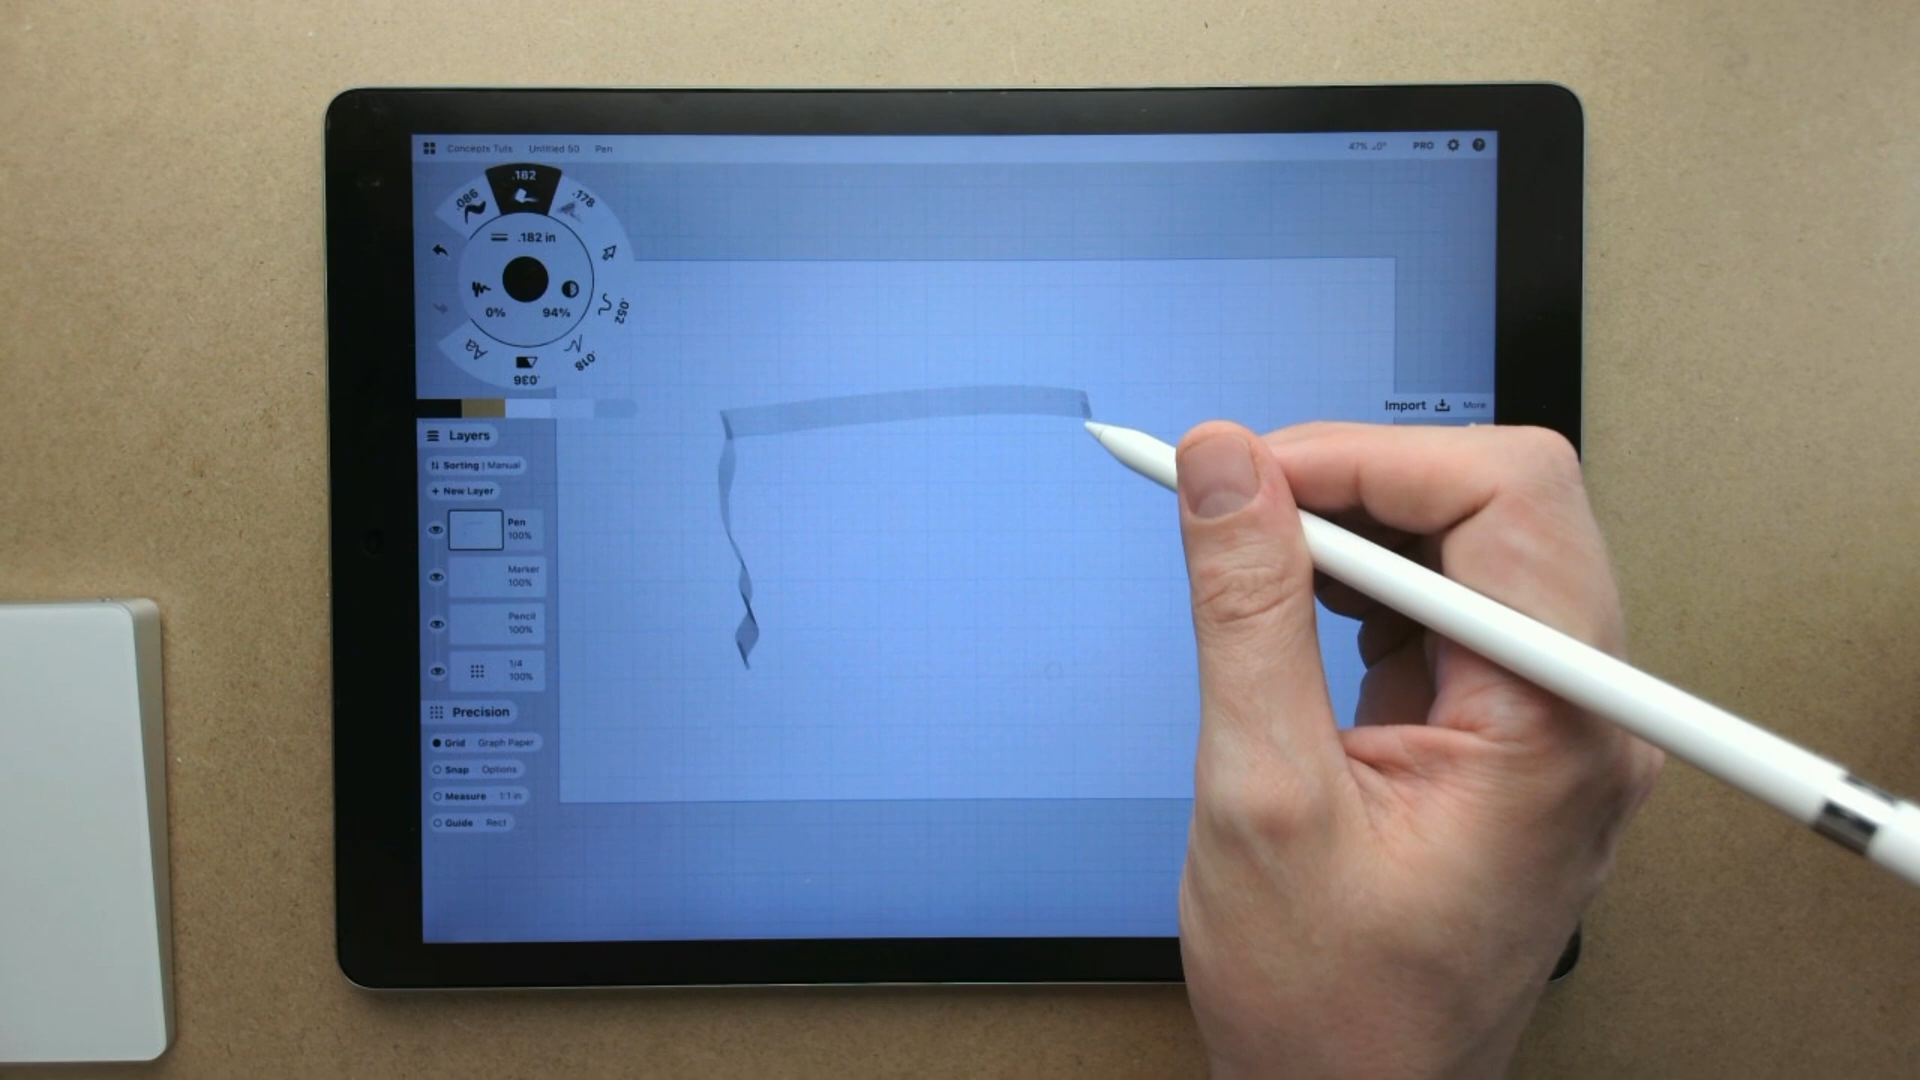 Concepts Tuts Untitled 50 Pen
47% ⦟0° PRO ?
.086 .182 .178
.182 in
0% 94%
.052
.018
.036
Aa
Import More
Layers
Sorting | Manual
+ New Layer
Pen
100%
Marker
100%
Pencil
100%
1/4
100%
Precision
Grid Graph Paper
Snap Options
Measure 1:1 in
Guide Rect